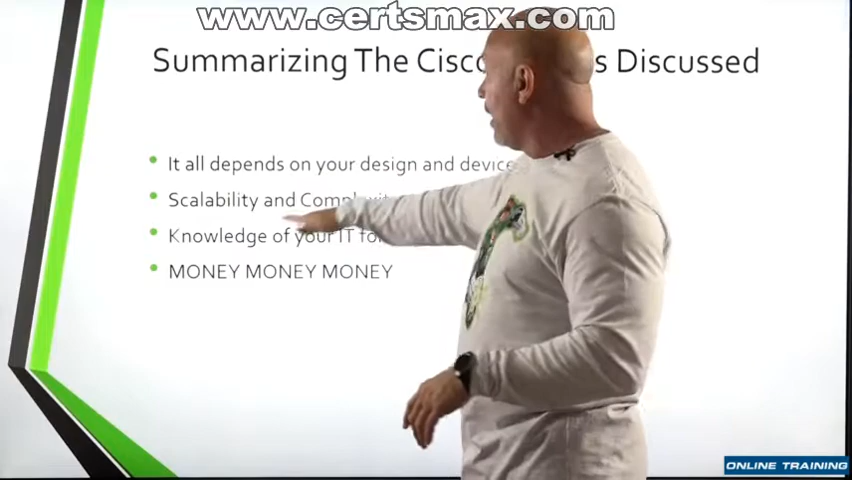 www.certsmax.com
Summarizing The Cisco s Discussed
It all depends on your design and device
Scalability and Complexity
Knowledge of your IT
MONEY MONEY MONEY
ONLINE TRAINING